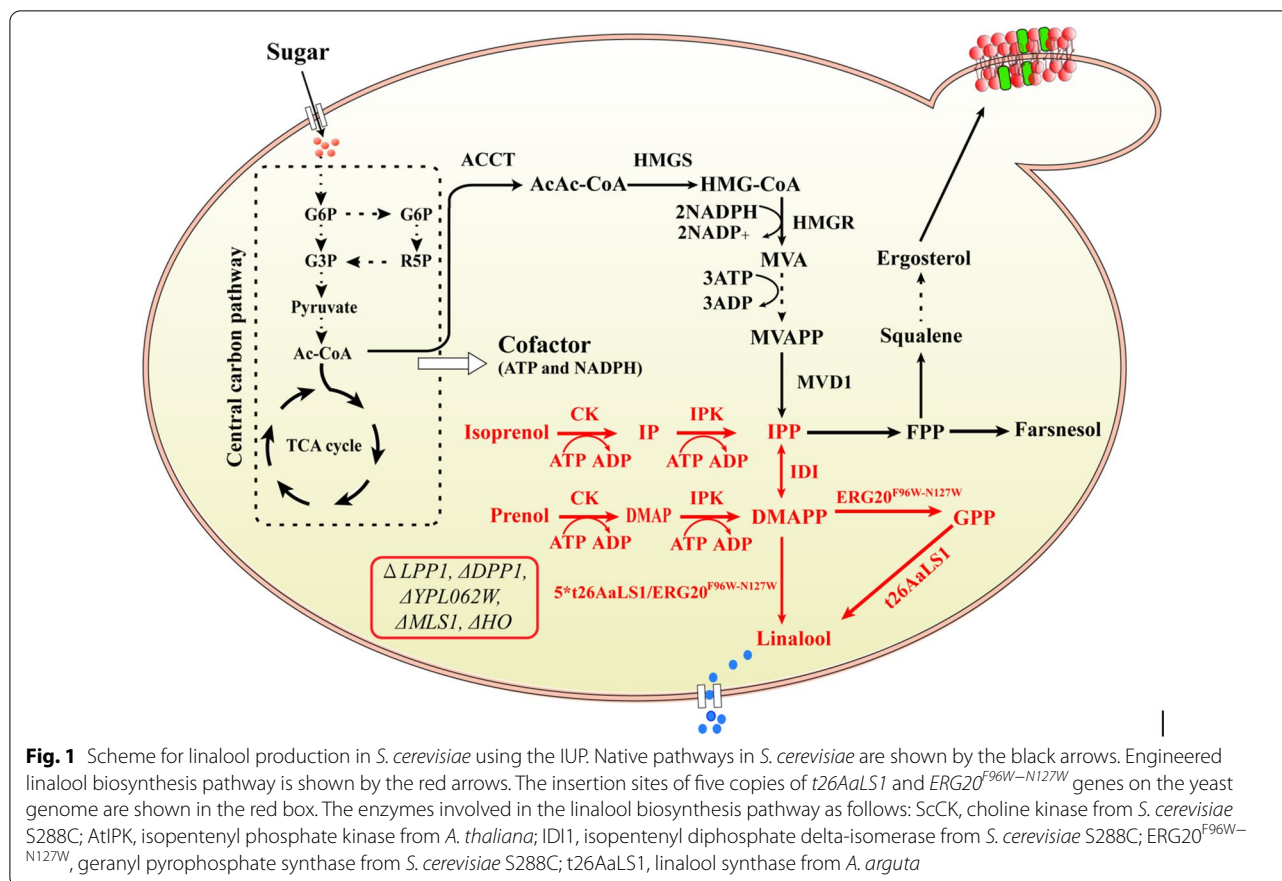 Sugar
ACCT
HMGS
AcAc-CoA
HMG-CoA
G6P
G6P
2NADPH
HMGR
2NADP+
G3P
R5P
MVA
Ergosterol
3ATP
3ADP
Pyruvate
Central carbon pathway
Ac-CoA
Cofactor
(ATP and NADPH)
MVAPP
Squalene
MVD1
TCA cycle
CK
IPK
Isoprenol
IP
IPP
FPP
Farsnesol
ATP ADP
ATP ADP
IDI
CK
IPK
ERG20F96W-N127W
Prenol
DMAP
DMAPP
GPP
ATP ADP
ATP ADP
t26AaLS1
Δ LPP1, ΔDPP1,
ΔYPL062W,
ΔMLS1, ΔHO
5*t26AaLS1/ERG20F96W-N127W
Linalool
Fig. 1 Scheme for linalool production in S. cerevisiae using the IUP. Native pathways in S. cerevisiae are shown by the black arrows. Engineered
linalool biosynthesis pathway is shown by the red arrows. The insertion sites of five copies of t26AaLS1 and ERG20F96W−N127W genes on the yeast
genome are shown in the red box. The enzymes involved in the linalool biosynthesis pathway as follows: ScCK, choline kinase from S. cerevisiae
S288C; AtIPK, isopentenyl phosphate kinase from A. thaliana; IDI1, isopentenyl diphosphate delta-isomerase from S. cerevisiae S288C; ERG20F96W−
N127W, geranyl pyrophosphate synthase from S. cerevisiae S288C; t26AaLS1, linalool synthase from A. arguta